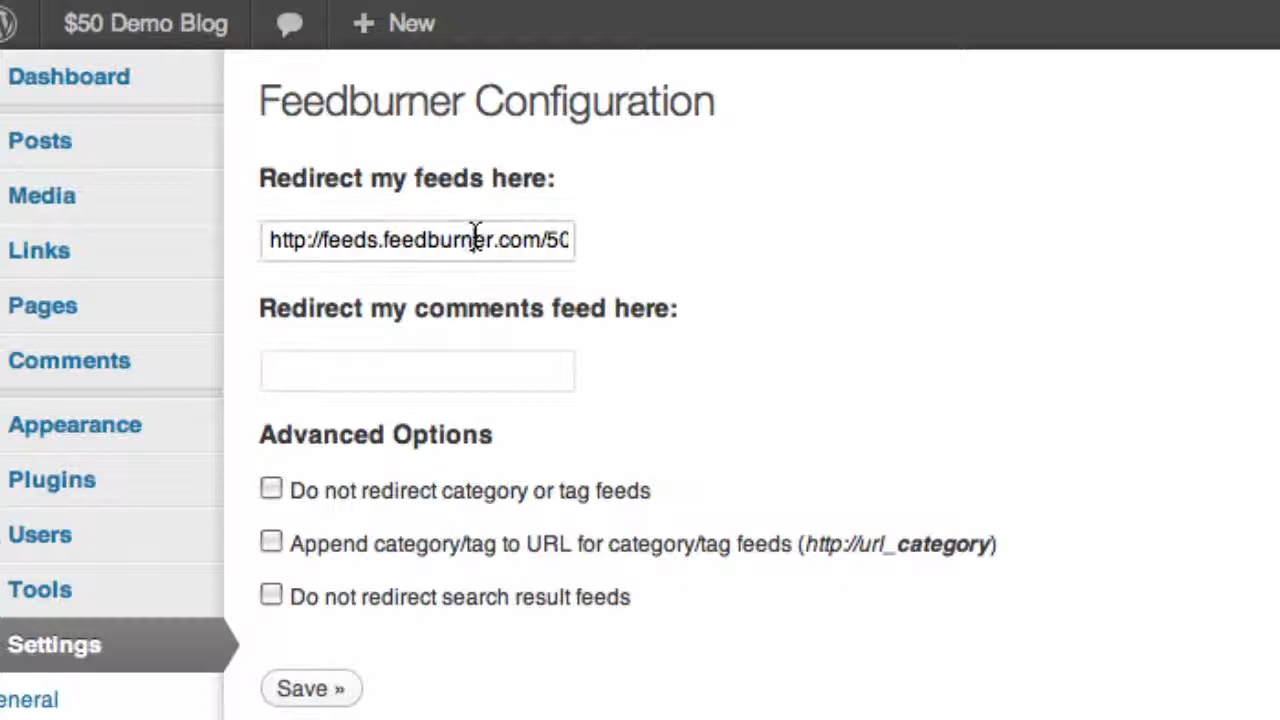 $50 Demo Blog
New
Dashboard
Posts
Media
Links
Pages
Comments
Appearance
Plugins
Users
Tools
Settings
eneral
Feedburner Configuration
Redirect my feeds here:
http://feeds.feedburner.com/50
Redirect my comments feed here:
Advanced Options
Do not redirect category or tag feeds
Append category/tag to URL for category/tag feeds (http://url_category)
Do not redirect search result feeds
Save »